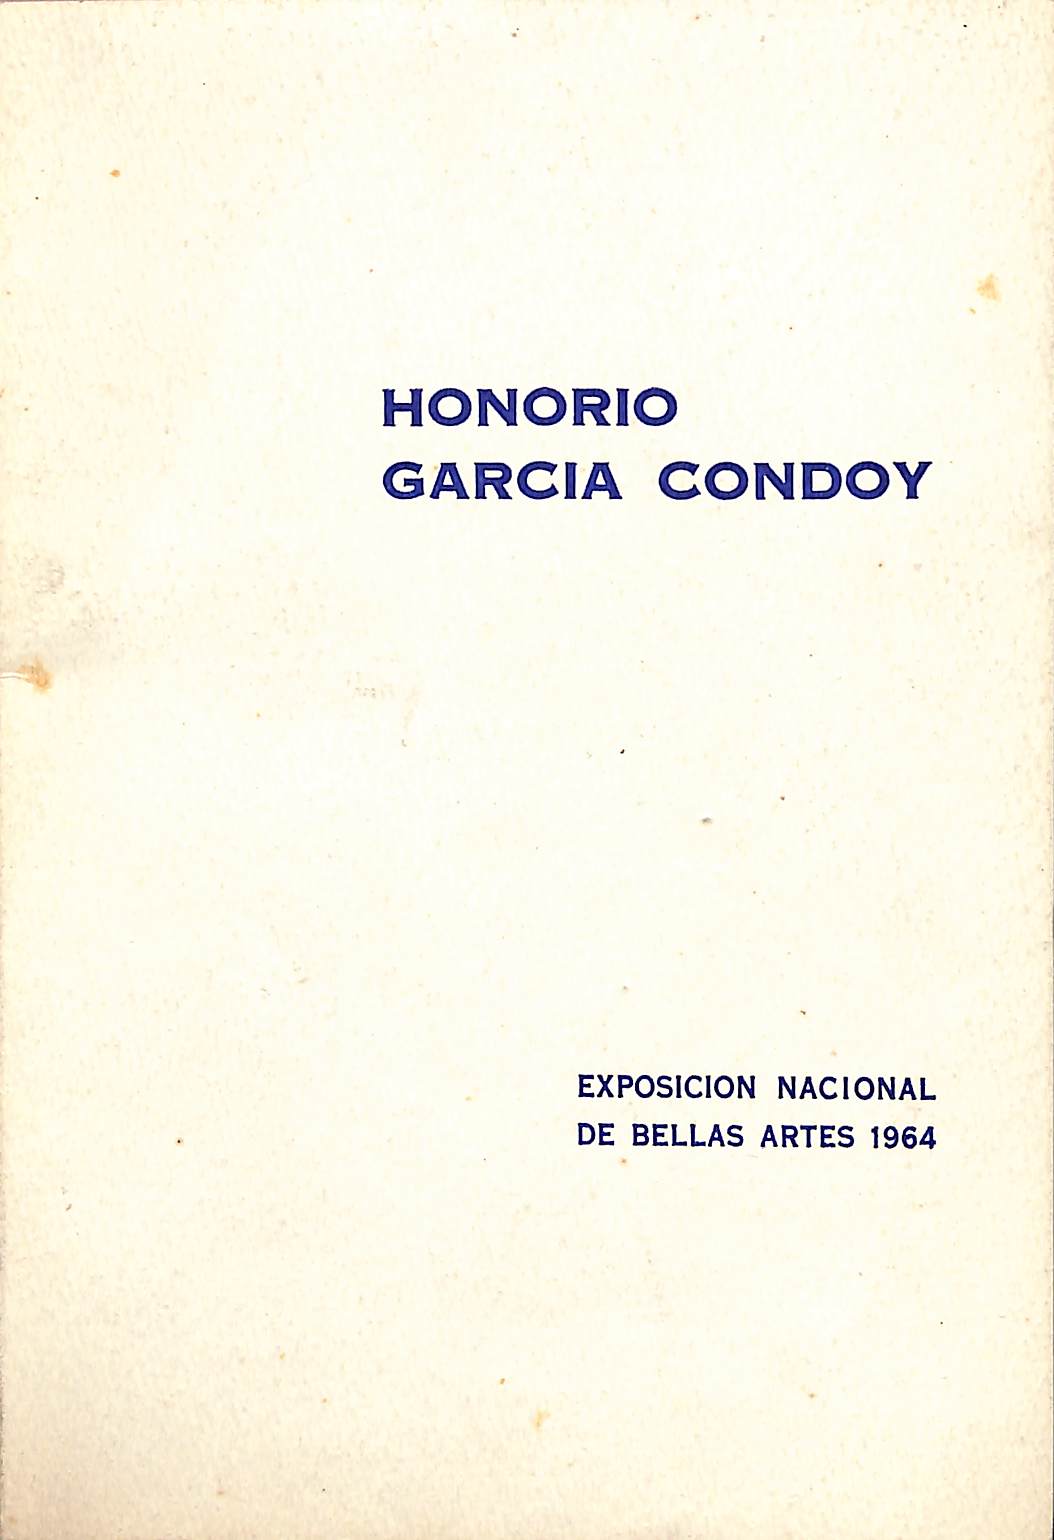 HONORIO
GARCIA CONDOY
EXPOSICION NACIONAL
DE BELLAS ARTES 1964